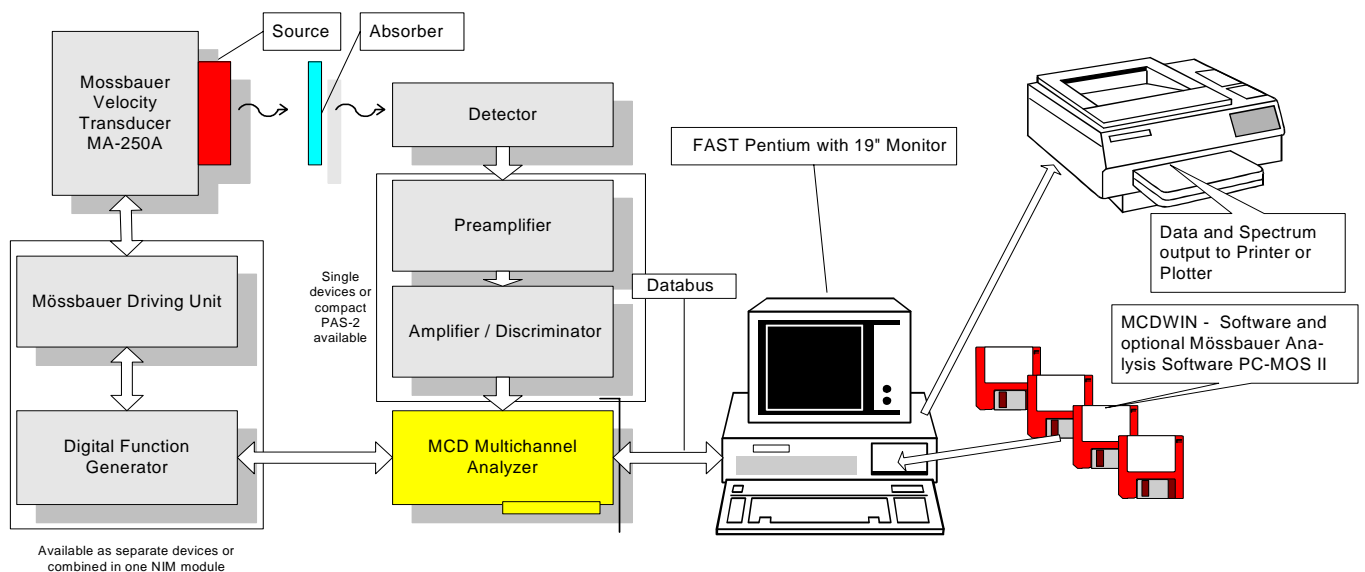 Source
Absorber
Mossbauer
Velocity
Transducer
MA-250A
Detector
FAST Pentium with 19" Monitor
Preamplifier
Data and Spectrum
output to Printer or
Plotter
Mössbauer Driving Unit
Single
devices or
compact
PAS-2
available
Amplifier / Discriminator
Databus
MCDWIN - Software and
optional Mössbauer Ana-
lysis Software PC-MOS II
Digital Function
Generator
MCD Multichannel
Analyzer
Available as separate devices or
combined in one NIM module